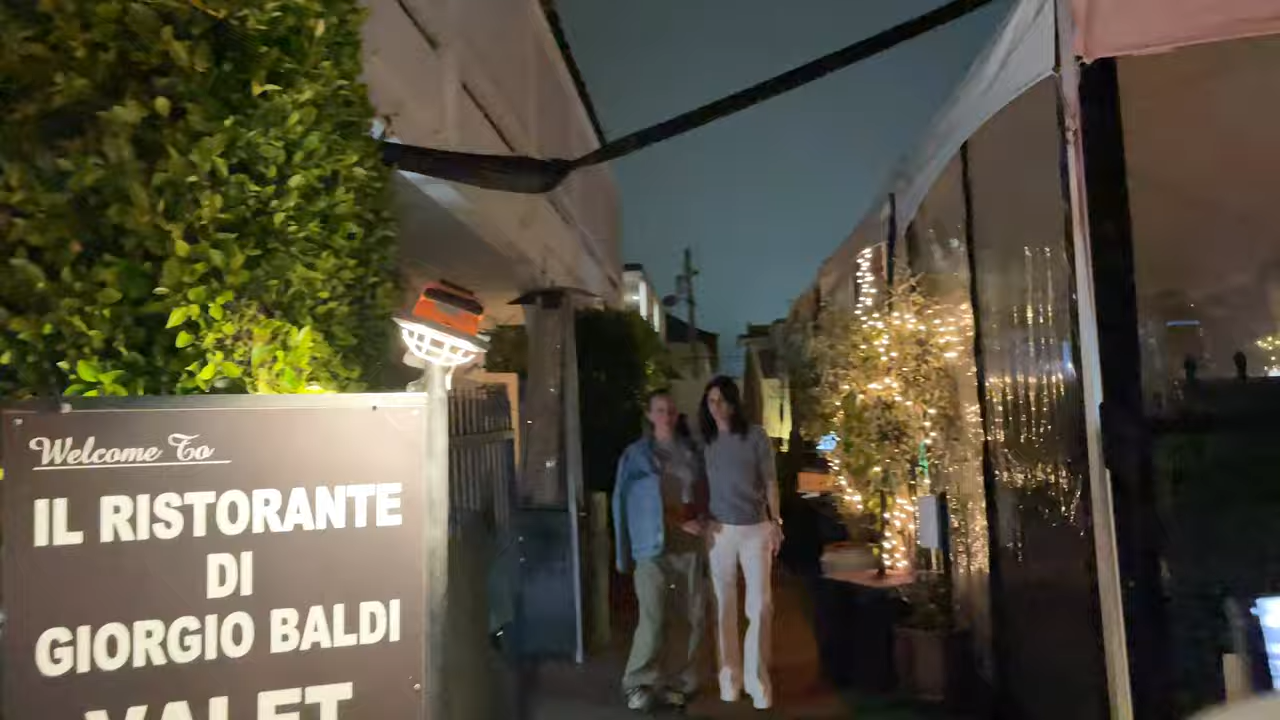 Welcome To
IL RISTORANTE
DI
GIORGIO BALDI
VALET